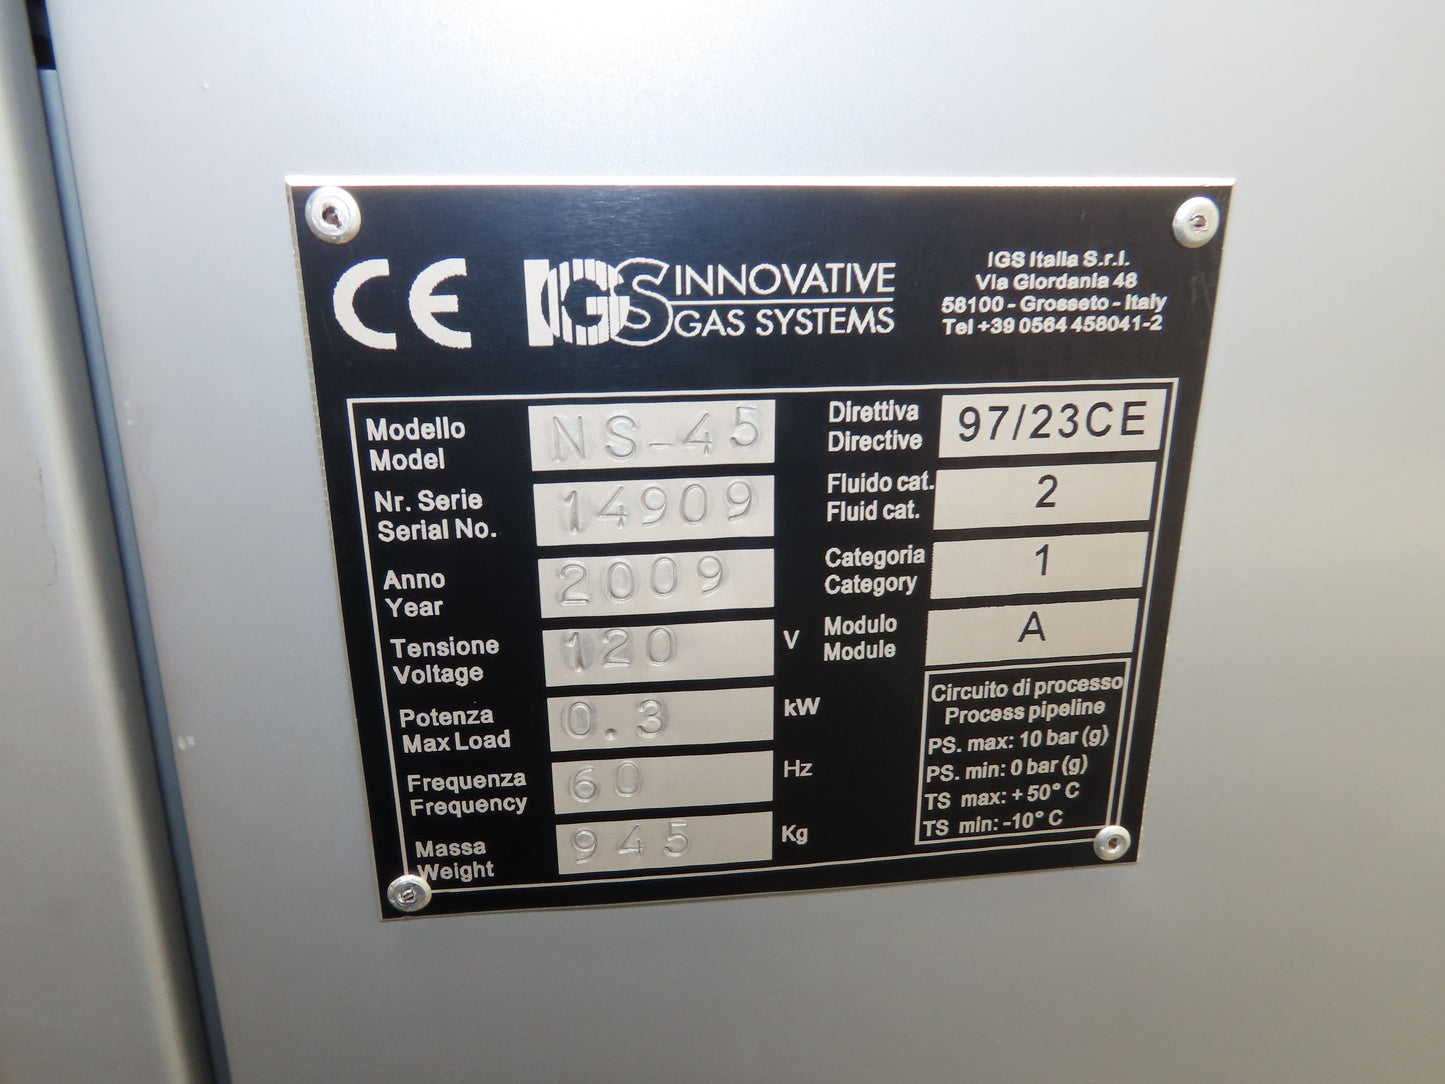 CE
IGS INNOVATIVE
GAS SYSTEMS
IGS Italia S.r.l.
Via Giordania 48
58100 - Grosseto - Italy
Tel +39 0564 458041-2
Modello
Model
NS-45
Nr. Serie
Serial No.
14909
Anno
Year
2009
Tensione
Voltage
120 V
Potenza
Max Load
0.3 kW
Frequenza
Frequency
60 Hz
Massa
Weight
945 Kg
Direttiva
Directive
97/23CE
Fluido cat.
Fluid cat.
2
Categoria
Category
1
Modulo
Module
A
Circuito di processo
Process pipeline
PS. max: 10 bar (g)
PS. min: 0 bar (g)
TS max: +50° C
TS min: -10° C